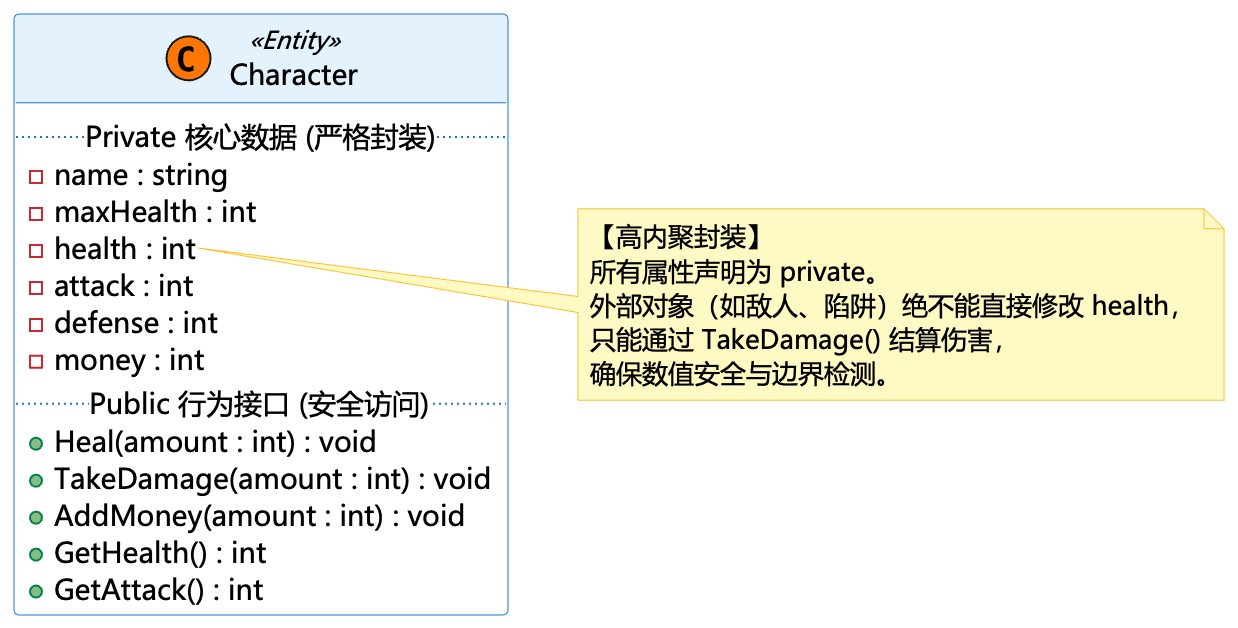 C
«Entity»
Character
Private 核心数据 (严格封装)
name : string
maxHealth : int
health : int
attack : int
defense : int
money : int
Public 行为接口 (安全访问)
Heal(amount : int) : void
TakeDamage(amount : int) : void
AddMoney(amount : int) : void
GetHealth() : int
GetAttack() : int
【高内聚封装】
所有属性声明为 private。
外部对象（如敌人、陷阱）绝不能直接修改 health，
只能通过 TakeDamage() 结算伤害，
确保数值安全与边界检测。